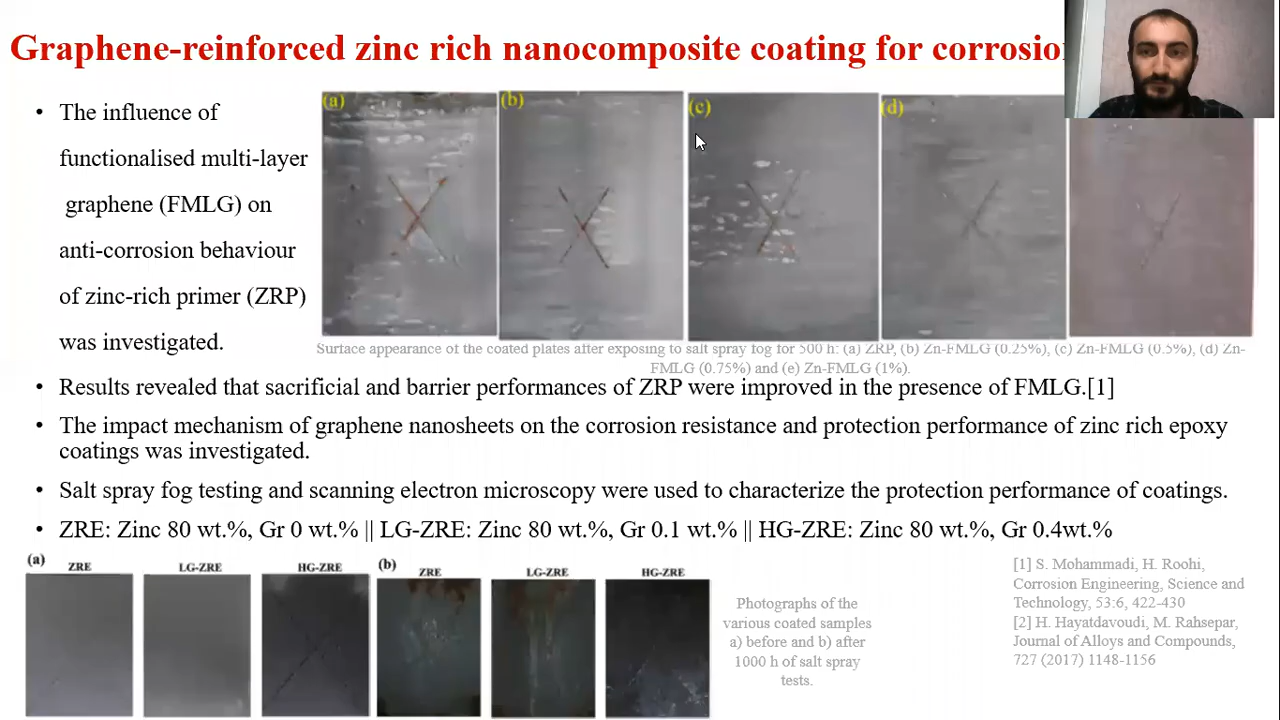 Graphene-reinforced zinc rich nanocomposite coating for corrosio
• The influence of
functionalised multi-layer
graphene (FMLG) on
anti-corrosion behaviour
of zinc-rich primer (ZRP)
was investigated.
(a)
(b)
(c)
(d)
Surface appearance of the coated plates after exposing to salt spray fog for 500 h: (a) ZRP, (b) Zn-FMLG (0.25%), (c) Zn-FMLG (0.5%), (d) Zn-
FMLG (0.75%) and (e) Zn-FMLG (1%).
• Results revealed that sacrificial and barrier performances of ZRP were improved in the presence of FMLG.[1]
• The impact mechanism of graphene nanosheets on the corrosion resistance and protection performance of zinc rich epoxy
coatings was investigated.
• Salt spray fog testing and scanning electron microscopy were used to characterize the protection performance of coatings.
• ZRE: Zinc 80 wt.%, Gr 0 wt.% || LG-ZRE: Zinc 80 wt.%, Gr 0.1 wt.% || HG-ZRE: Zinc 80 wt.%, Gr 0.4wt.%
(a) ZRE LG-ZRE HG-ZRE
(b) ZRE LG-ZRE HG-ZRE
Photographs of the
various coated samples
a) before and b) after
1000 h of salt spray
tests.
[1] S. Mohammadi, H. Roohi,
Corrosion Engineering, Science and
Technology, 53:6, 422-430
[2] H. Hayatdavoudi, M. Rahsepar,
Journal of Alloys and Compounds,
727 (2017) 1148-1156